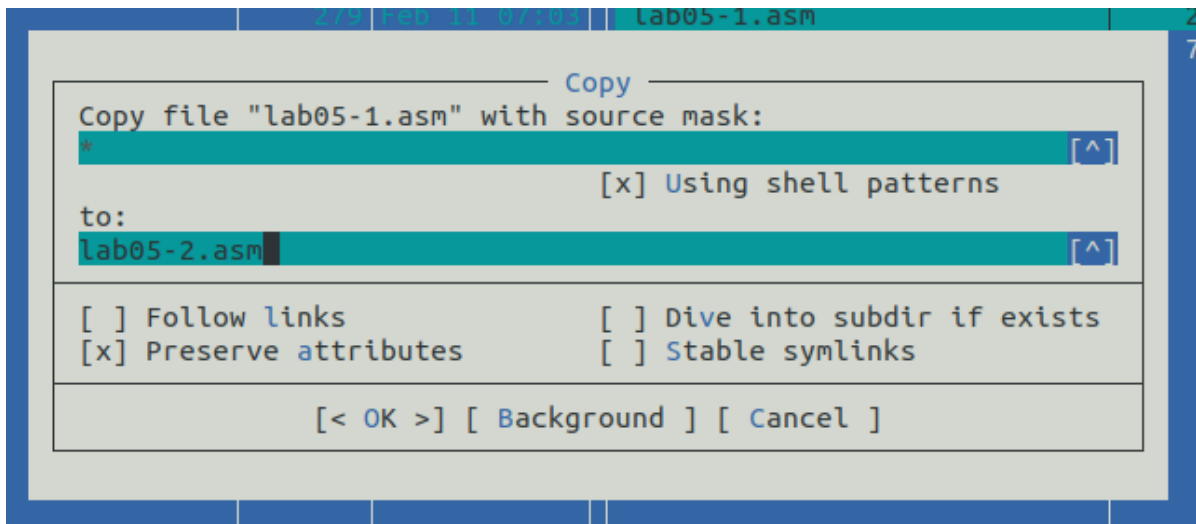 279 Feb 11 07:03 lab05-1.asm 2
7
Copy
Copy file "lab05-1.asm" with source mask:
* [^]
[x] Using shell patterns
to:
lab05-2.asm [^]
[ ] Follow links [ ] Dive into subdir if exists
[x] Preserve attributes [ ] Stable symlinks
[< OK >] [ Background ] [ Cancel ]